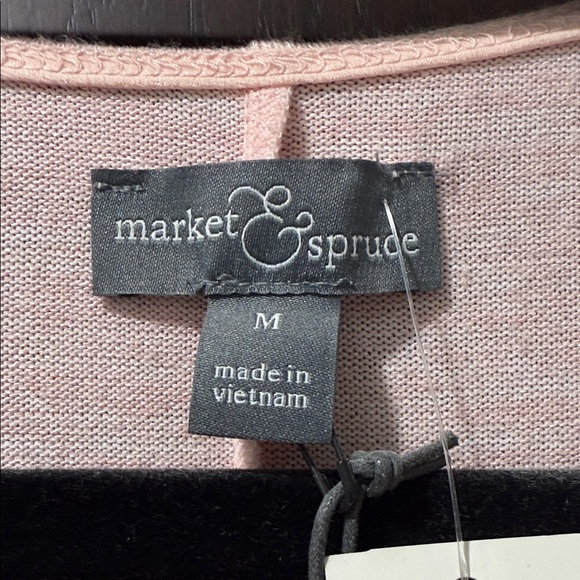 market & spruce
M
made in
vietnam